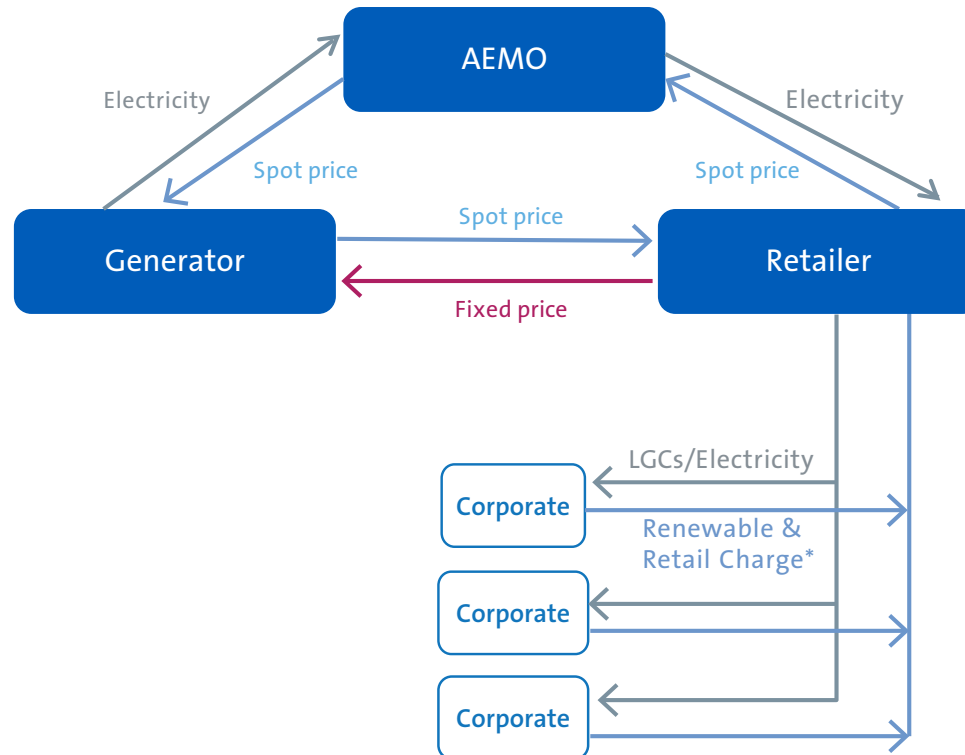 AEMO
Electricity
Electricity
Spot price
Spot price
Spot price
Generator
Retailer
Fixed price
LGCs/Electricity
Corporate
Renewable &
Retail Charge*
Corporate
Corporate